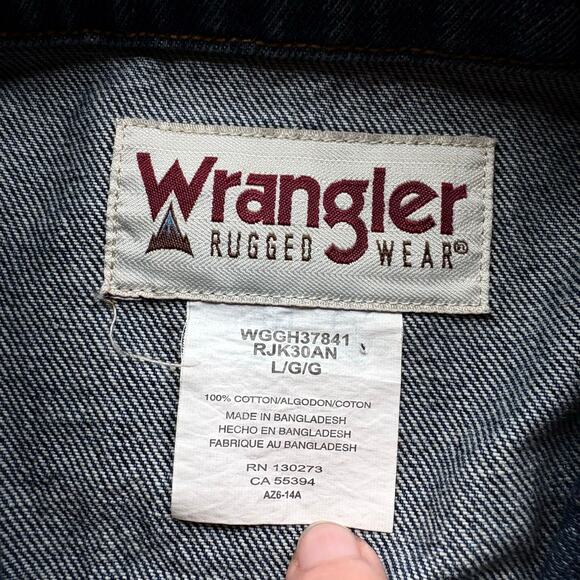 Wrangler
RUGGED WEAR®
WGGH37841
RJK30AN
L/G/G
100% COTTON/ALGODON/COTON
MADE IN BANGLADESH
HECHO EN BANGLADESH
FABRIQUE AU BANGLADESH
RN 130273
CA 55394
AZ6-14A